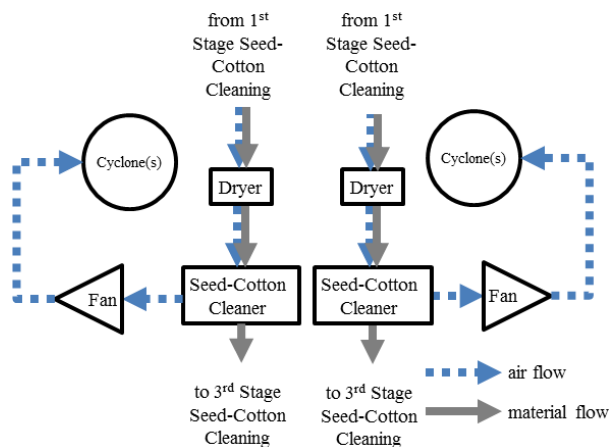 from 1st
Stage Seed-
Cotton
Cleaning
from 1st
Stage Seed-
Cotton
Cleaning
Cyclone(s)
Cyclone(s)
Dryer
Dryer
Fan
Seed-Cotton
Cleaner
Seed-Cotton
Cleaner
Fan
to 3rd Stage
Seed-Cotton
Cleaning
to 3rd Stage
Seed-Cotton
Cleaning
air flow
material flow